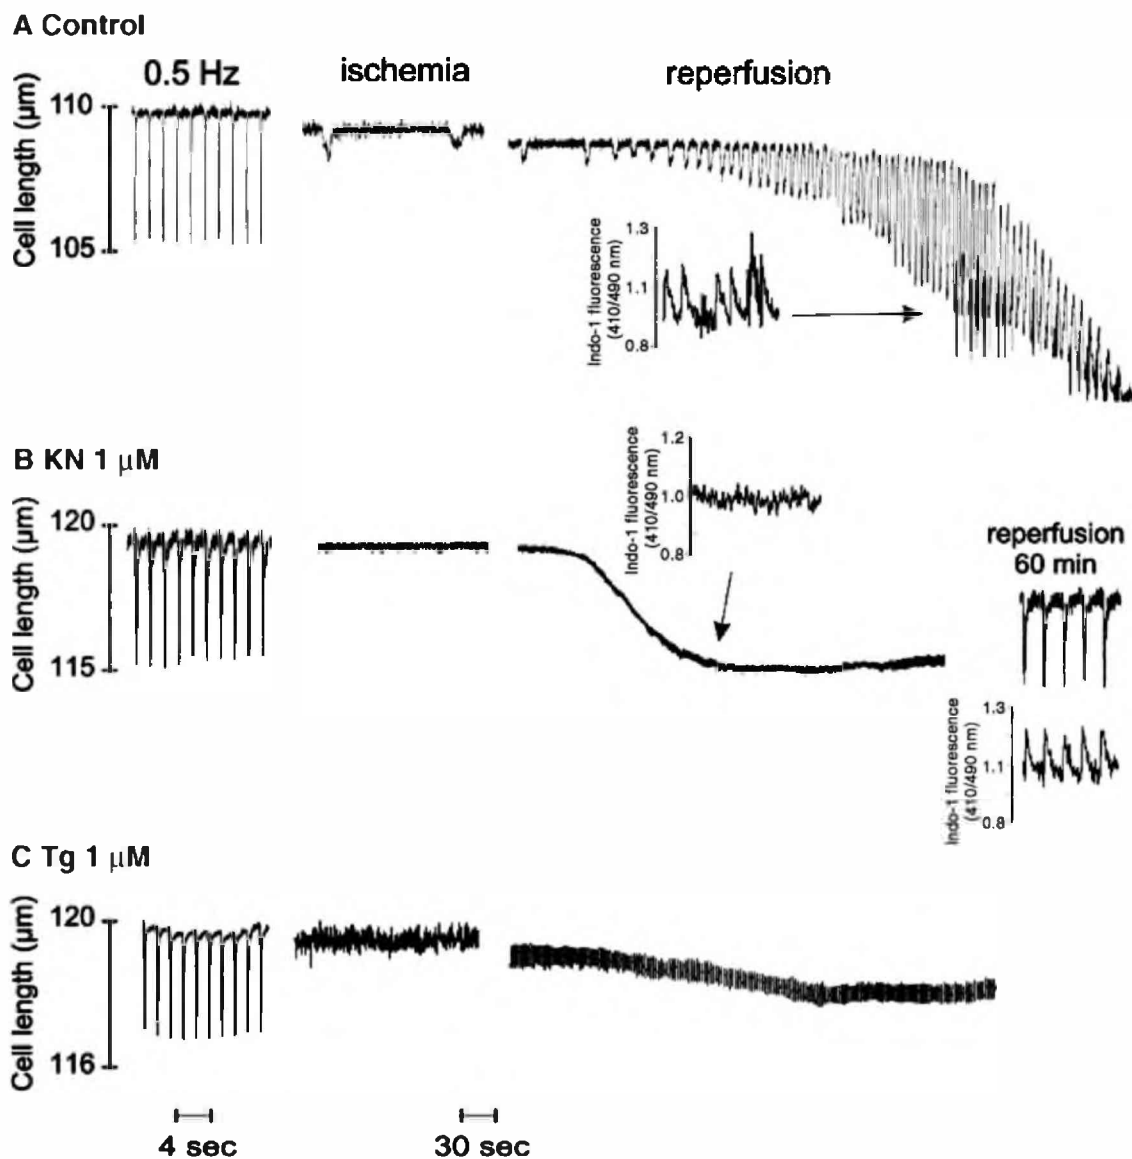 A Control
0.5 Hz
ischemia
reperfusion
Cell length (μm)
110
105
Indo-1 fluorescence
(410/490 nm)
1.3
1.1
0.8
B KN 1 μM
Cell length (μm)
120
115
Indo-1 fluorescence
(410/490 nm)
1.2
1.0
0.8
reperfusion
60 min
Indo-1 fluorescence
(410/490 nm)
1.3
1.1
0.8
C Tg 1 μM
Cell length (μm)
120
116
4 sec
30 sec